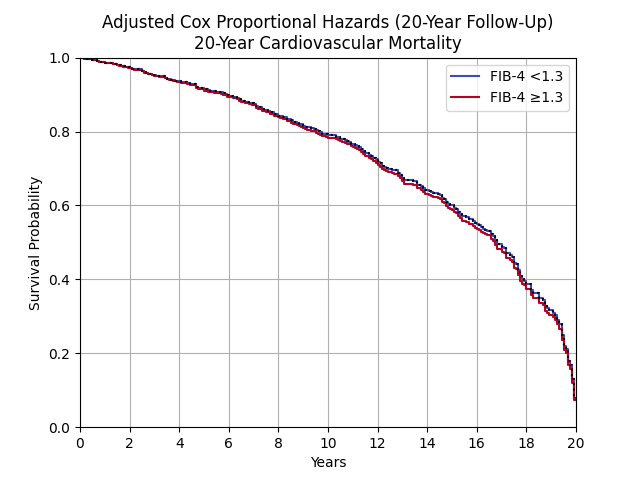 Adjusted Cox Proportional Hazards (20-Year Follow-Up)
20-Year Cardiovascular Mortality
FIB-4 <1.3
FIB-4 ≥1.3
Survival Probability
1.0
0.8
0.6
0.4
0.2
0.0
0 2 4 6 8 10 12 14 16 18 20
Years